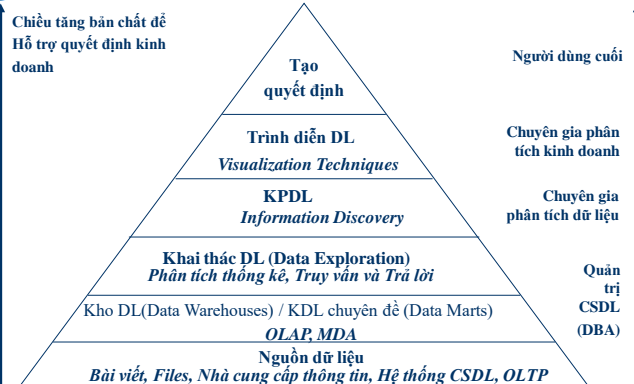 Chiều tăng bản chất để
Hỗ trợ quyết định kinh
doanh
Người dùng cuối
Tạo
quyết định
Trình diễn DL
Visualization Techniques
Chuyên gia phân
tích kinh doanh
KPDL
Information Discovery
Chuyên gia
phân tích dữ liệu
Khai thác DL (Data Exploration)
Phân tích thống kê, Truy vấn và Trả lời
Quản
trị
CSDL
(DBA)
Kho DL(Data Warehouses) / KDL chuyên đề (Data Marts)
OLAP, MDA
Nguồn dữ liệu
Bài viết, Files, Nhà cung cấp thông tin, Hệ thống CSDL, OLTP